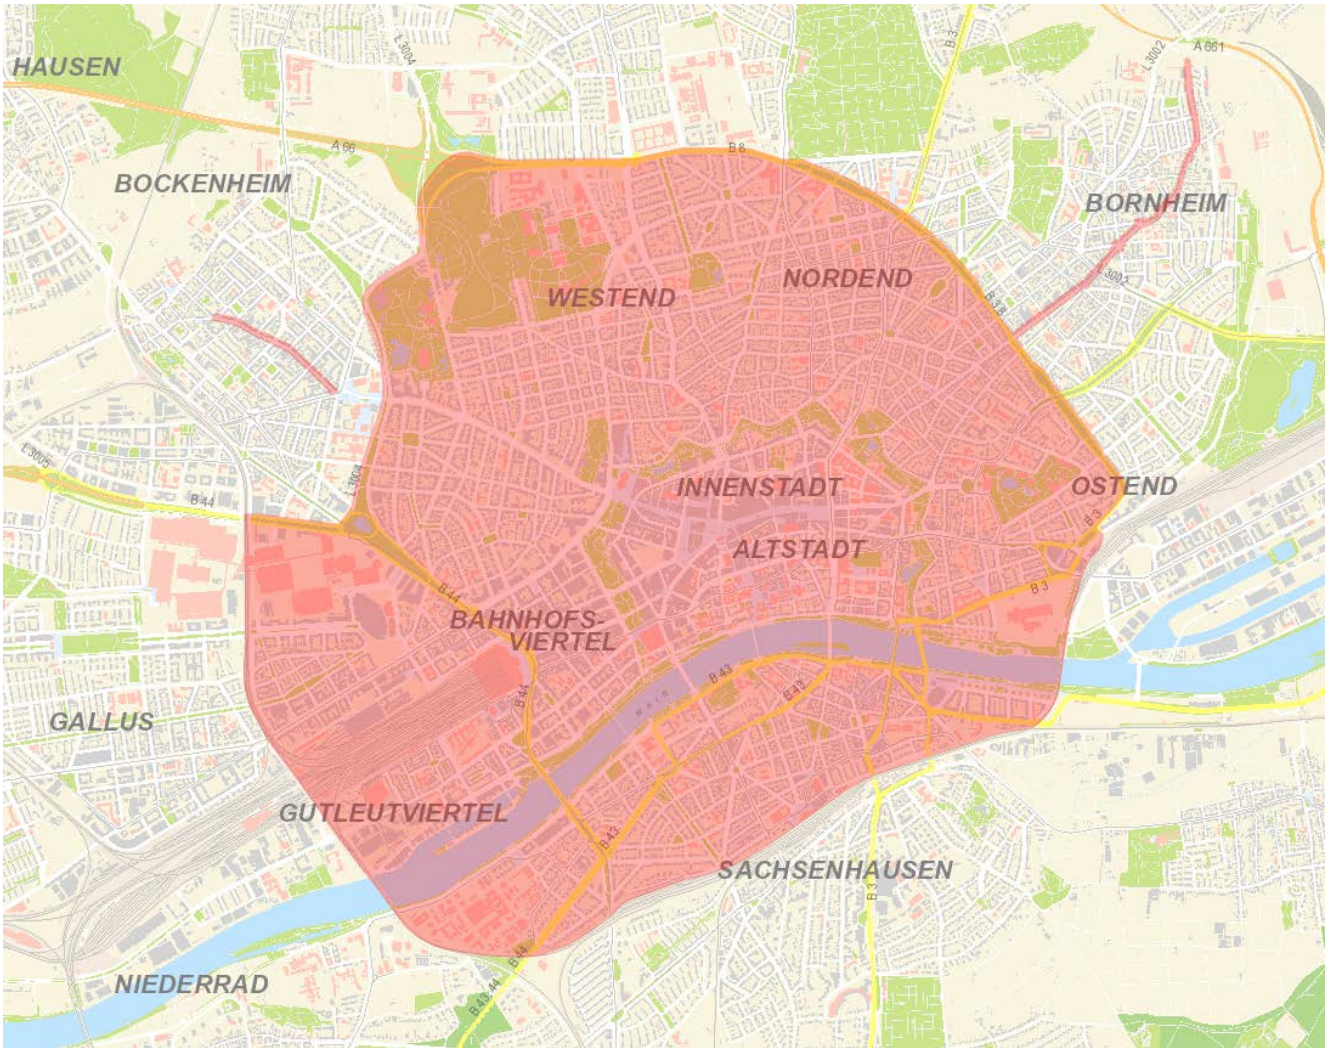 L 3004
B 3
L 3002
A 661
HAUSEN
A 66
B 8
BOCKENHEIM
BORNHEIM
NORDEND
L 3002
WESTEND
B 3 8
L 3005
B 44
L 3004
INNENSTADT
OSTEND
B 3
ALTSTADT
B 44
B 3
BAHNHOFS-
VIERTEL
B 43
B 44
MAIN
B 43
GALLUS
GUTLEUTVIERTEL
B 43
SACHSENHAUSEN
B 3
B 44
NIEDERRAD
B 43; 44